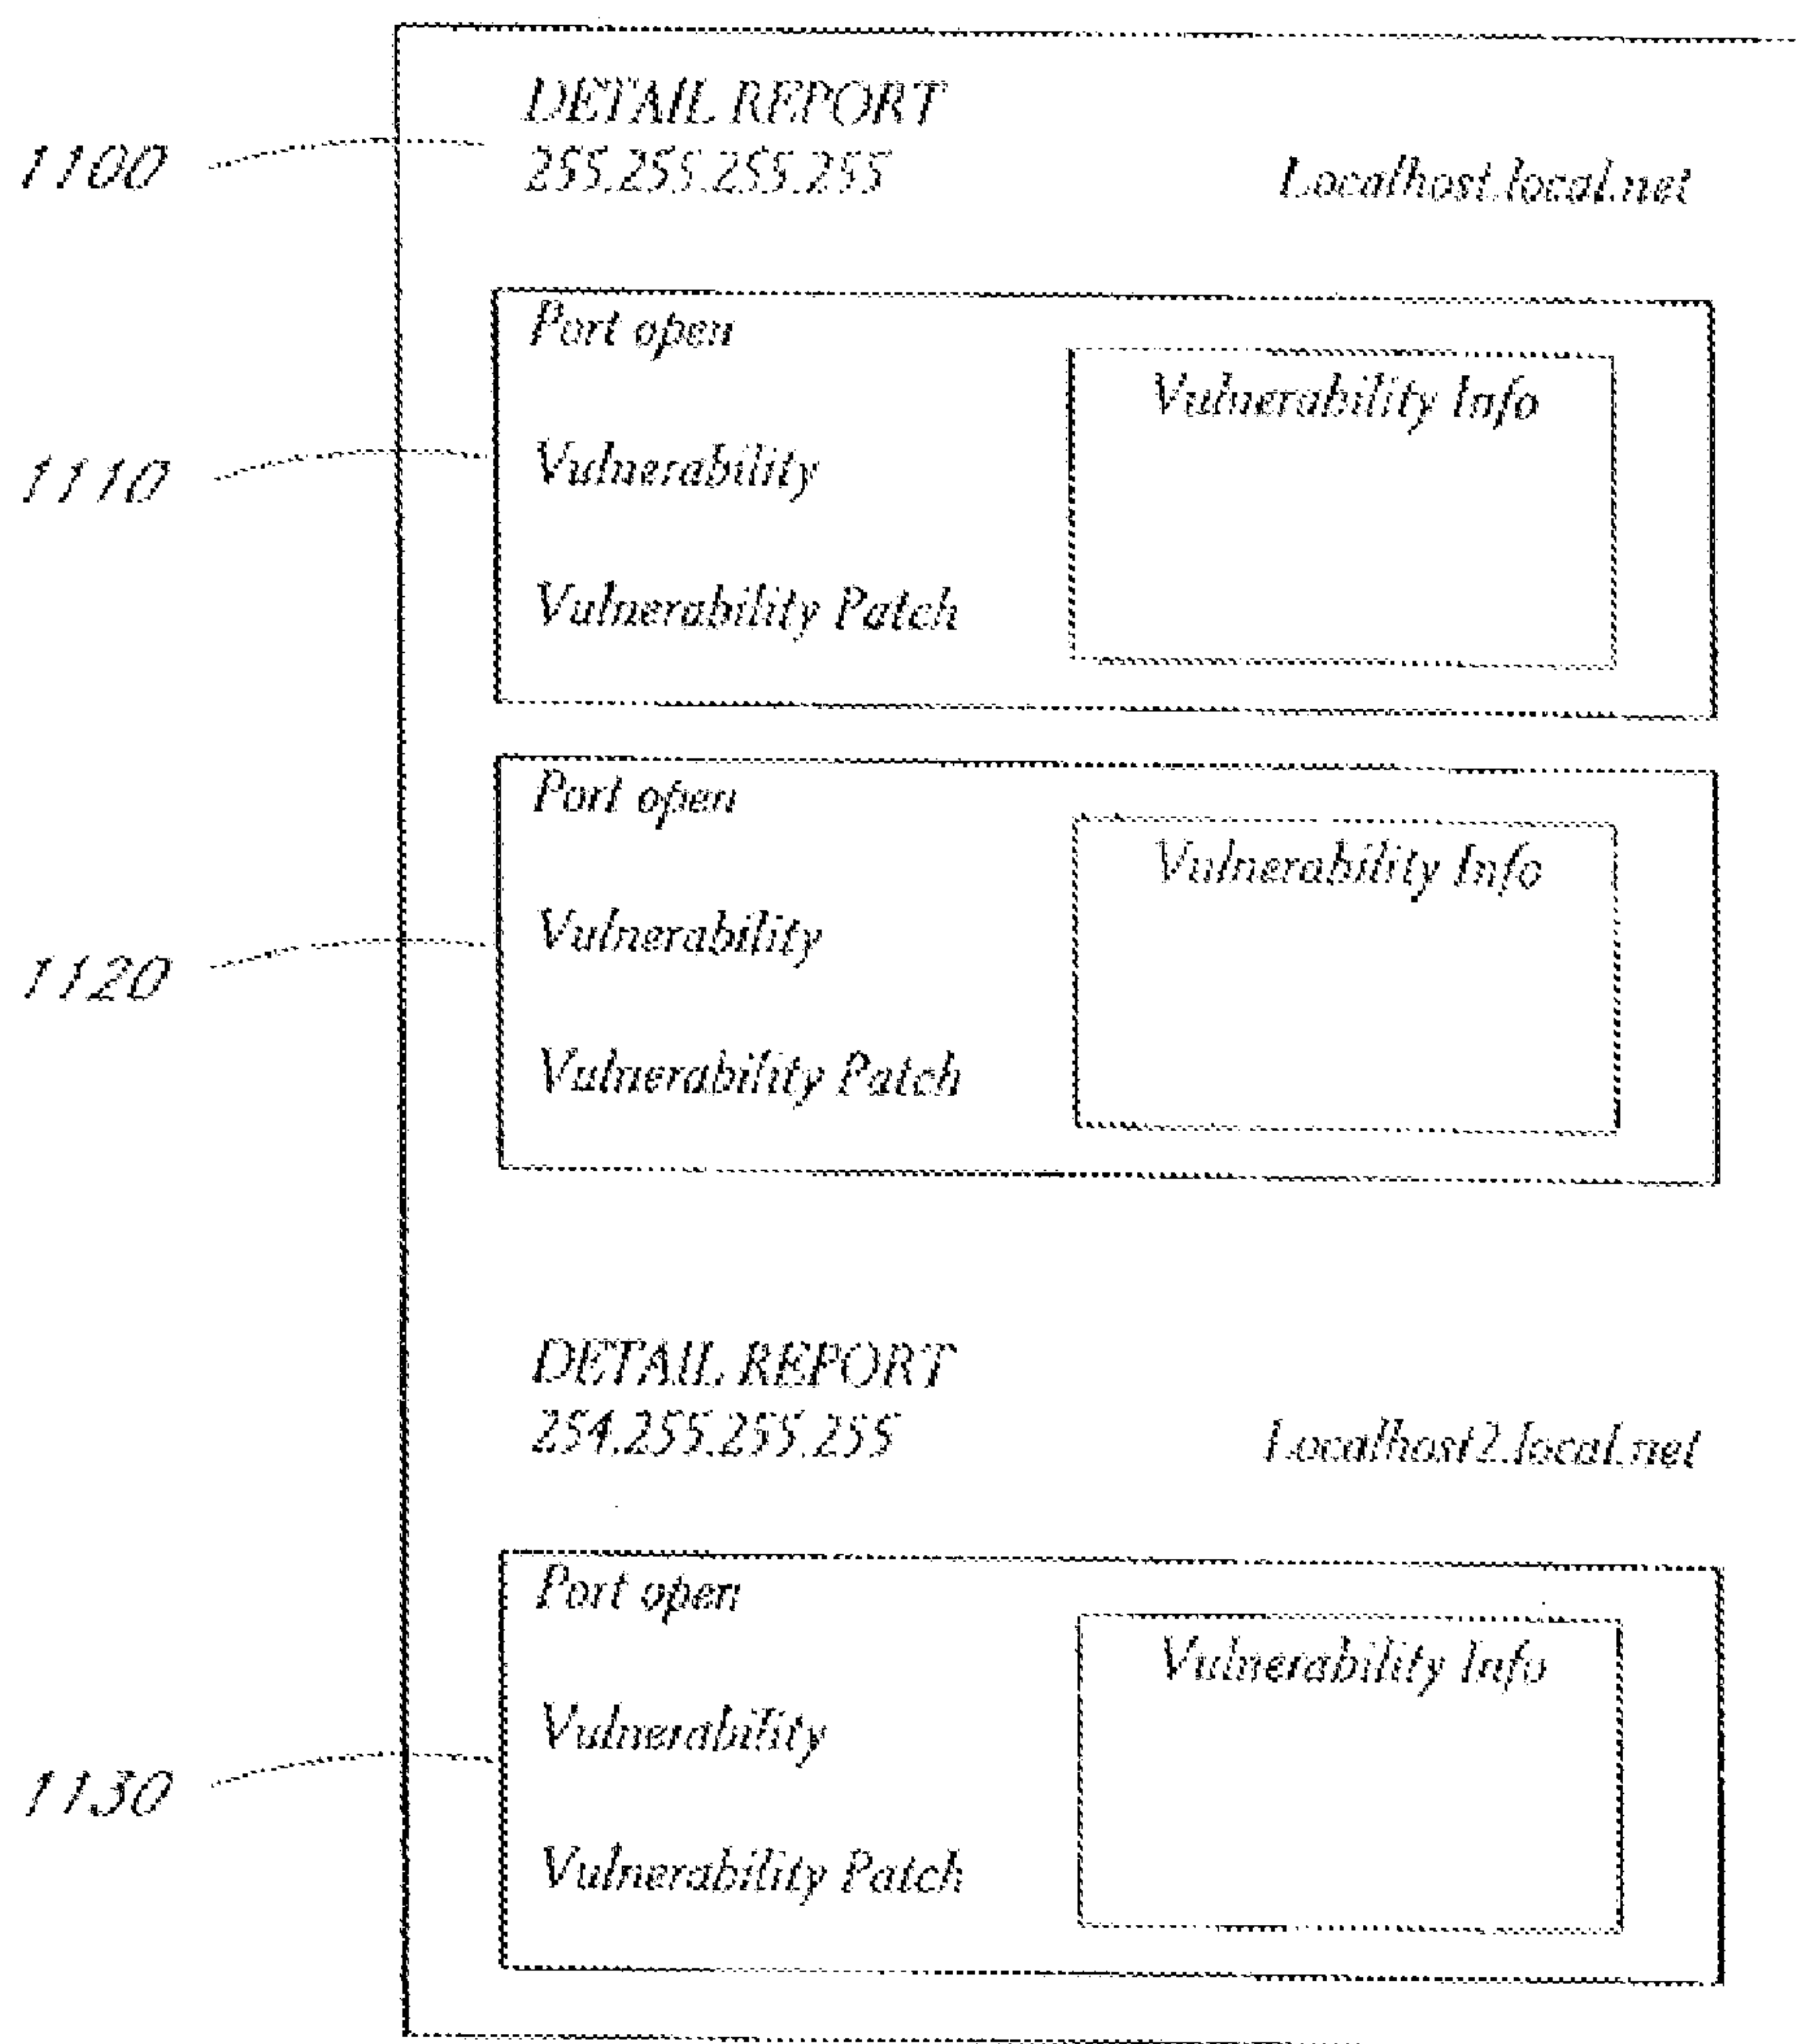 DETAIL REPORT
1100
255.255.255.255
Localhost.local.net
Port open
Vulnerability Info
1110
Vulnerability
Vulnerability Patch
Port open
Vulnerability Info
1120
Vulnerability
Vulnerability Patch
DETAIL REPORT
254.255.255.255
Localhost2.local.net
Port open
Vulnerability Info
1130
Vulnerability
Vulnerability Patch